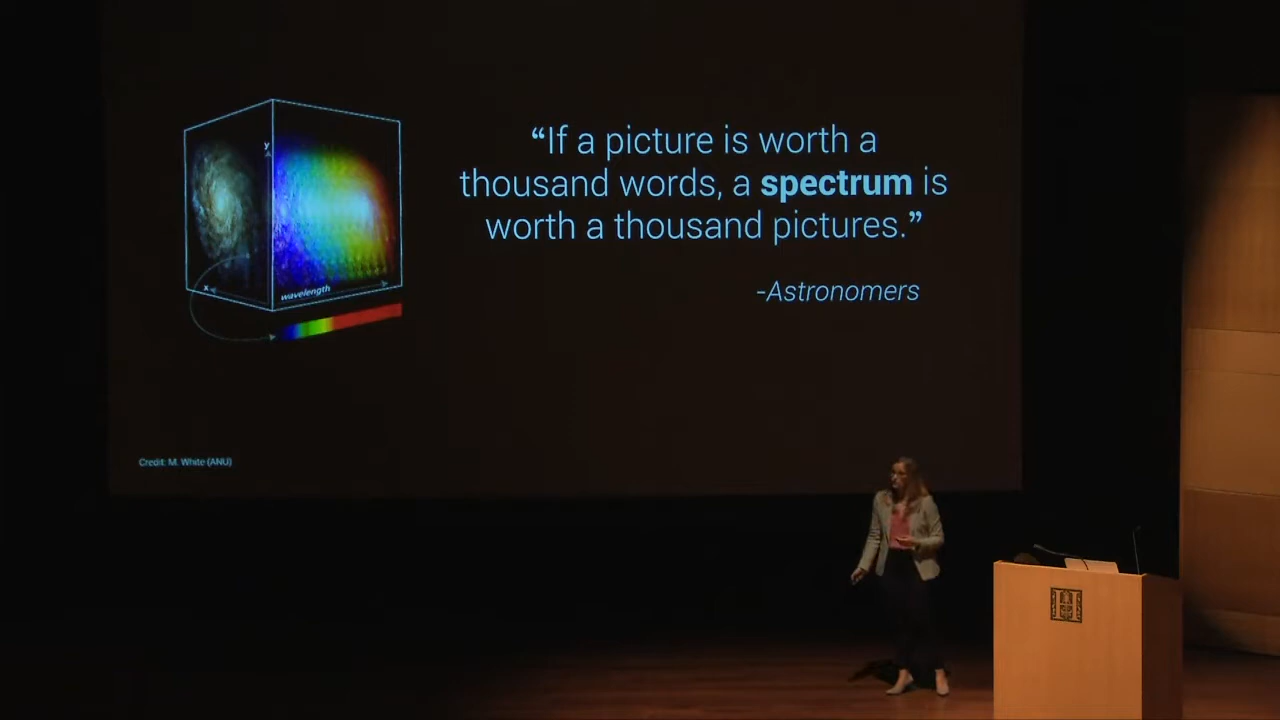 “If a picture is worth a
thousand words, a spectrum is
worth a thousand pictures.”
-Astronomers
y
x
wavelength
Credit: M. White (ANU)
H